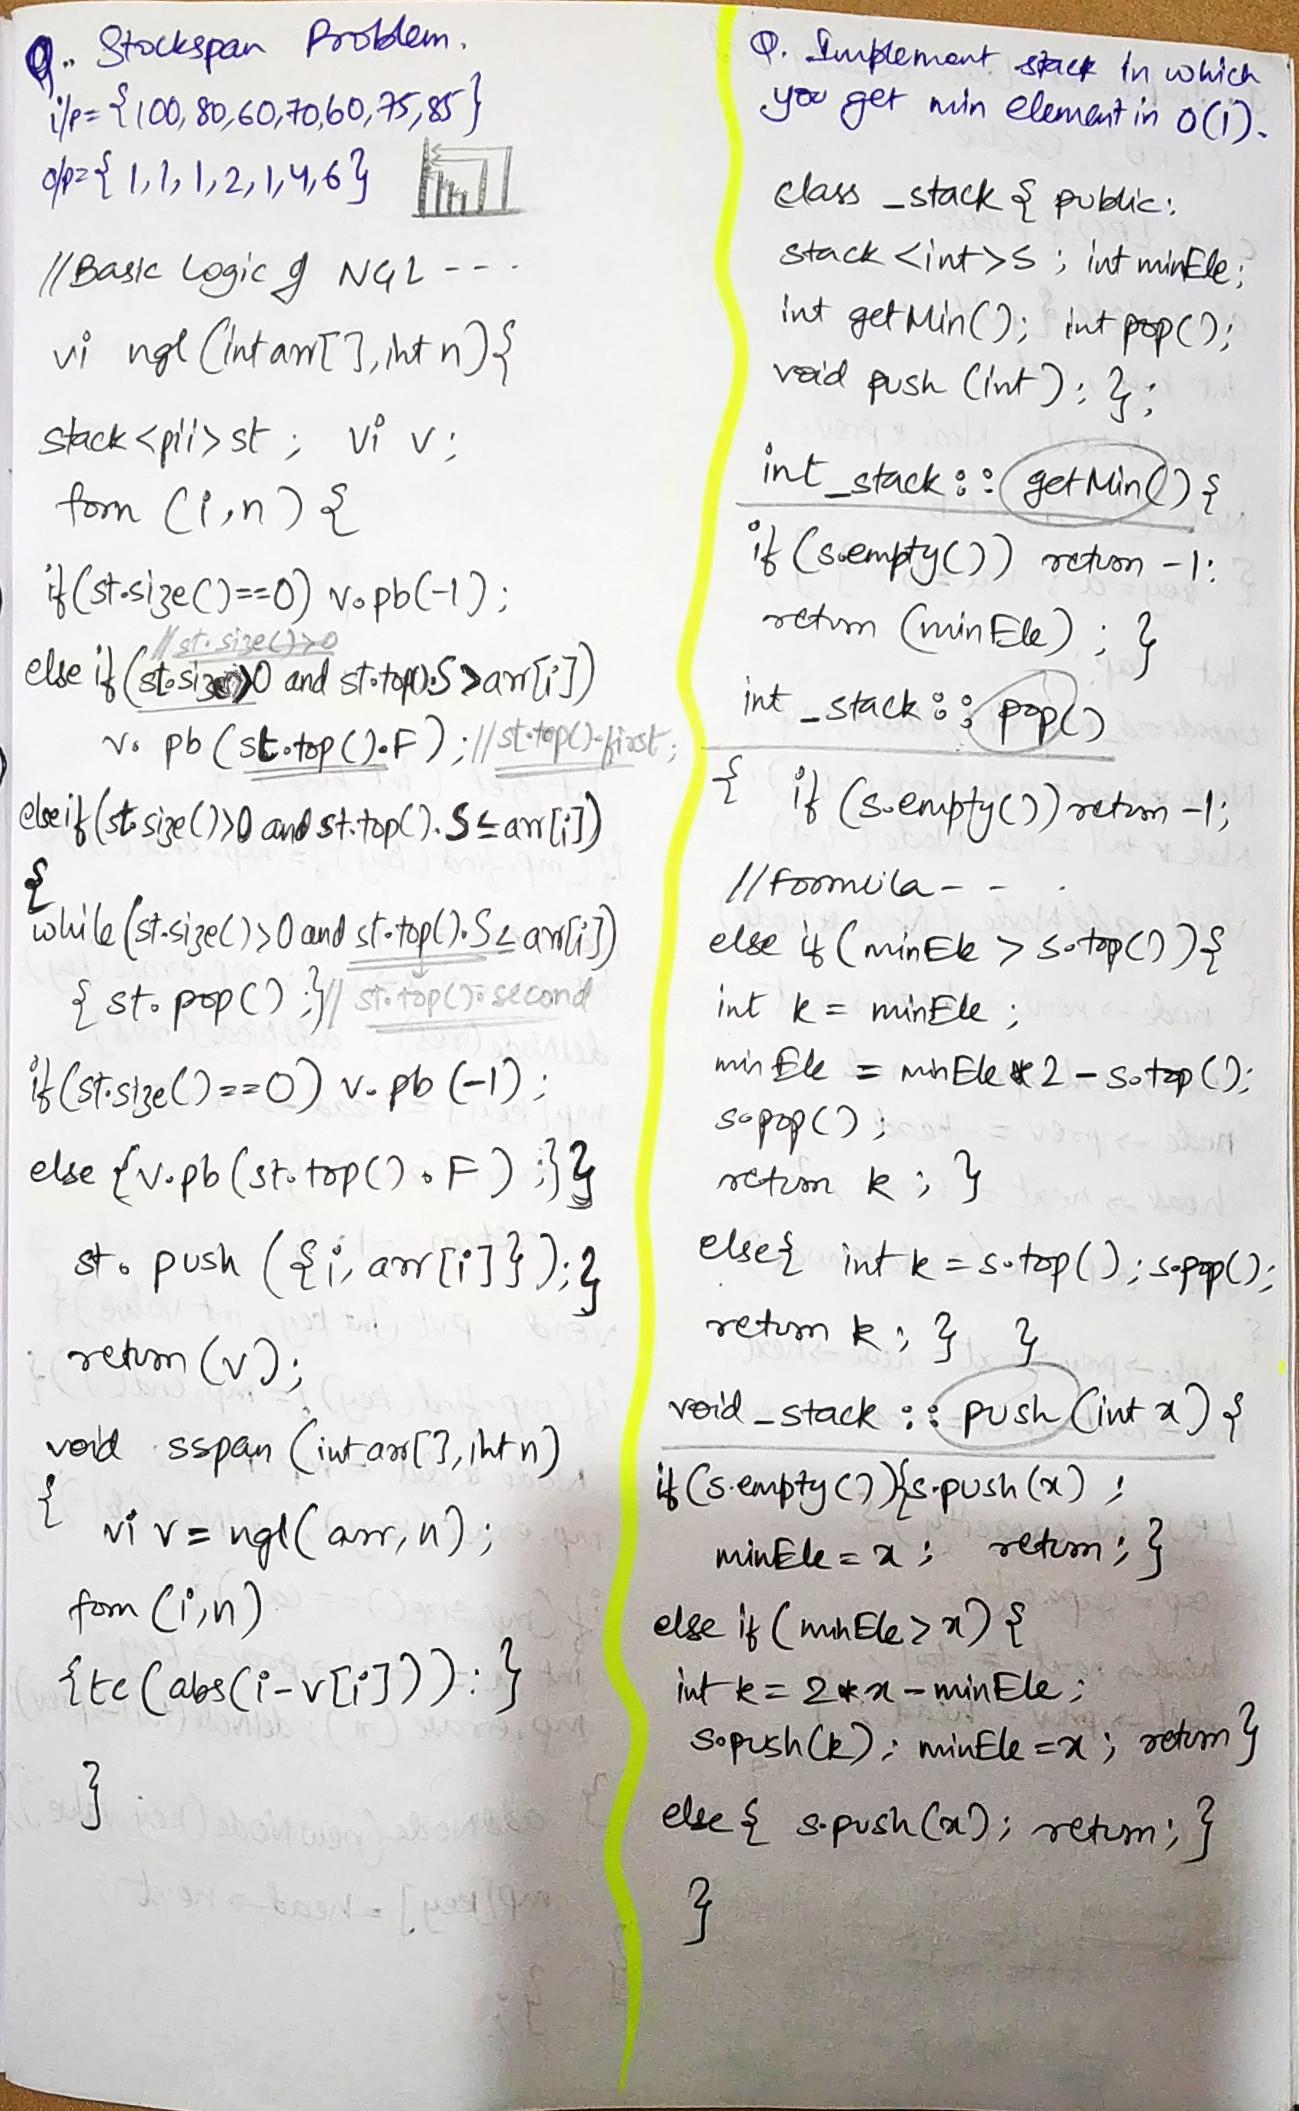 Q. Stockspan Problem.
i/p = {100, 80, 60, 70, 60, 75, 85}
o/p = { 1, 1, 1, 2, 1, 4, 6}
//Basic Logic of NGL ---
vi ngl (int arr[], int n){
stack <pii> st ; vi v;
forn (i,n) {
if (st.size()==0) v.pb(-1);
//st.size()>0
else if (st.size()>0 and st.top().S > arr[i])
v. pb (st.top().F); //st.top().first;
else if (st.size()>0 and st.top().S ≤ arr[i])
{
while (st.size()>0 and st.top().S ≤ arr[i])
{ st. pop() ;} // st.top().second
if (st.size()==0) v.pb (-1);
else {v.pb (st.top().F) ;}}
st. push ({i, arr[i]});}
return (v);
void sspan (int arr[], int n)
{
vi v = ngl( arr, n);
forn (i,n)
{tc (abs(i-v[i])); }
}
Q. Implement stack in which
you get min element in O(1).
class _stack { public:
stack <int>S ; int minEle;
int getMin(); int pop();
void push (int); };
int _stack :: getMin() {
if (s.empty()) return -1;
return (minEle) ; }
int _stack :: pop()
{ if (s.empty()) return -1;
//Formula - - .
else if (minEle > s.top()) {
int k = minEle ;
minEle = minEle * 2 - s.top();
s.pop() ;
return k ; }
else{ int k = s.top(); s.pop();
return k ; } }
void _stack :: push (int x) {
if (s.empty()) {s.push(x) ;
minEle = x ; return ; }
else if (minEle > x) {
int k = 2*x - minEle ;
s.push(k); minEle = x ; return }
else { s.push(x); return ; }
}